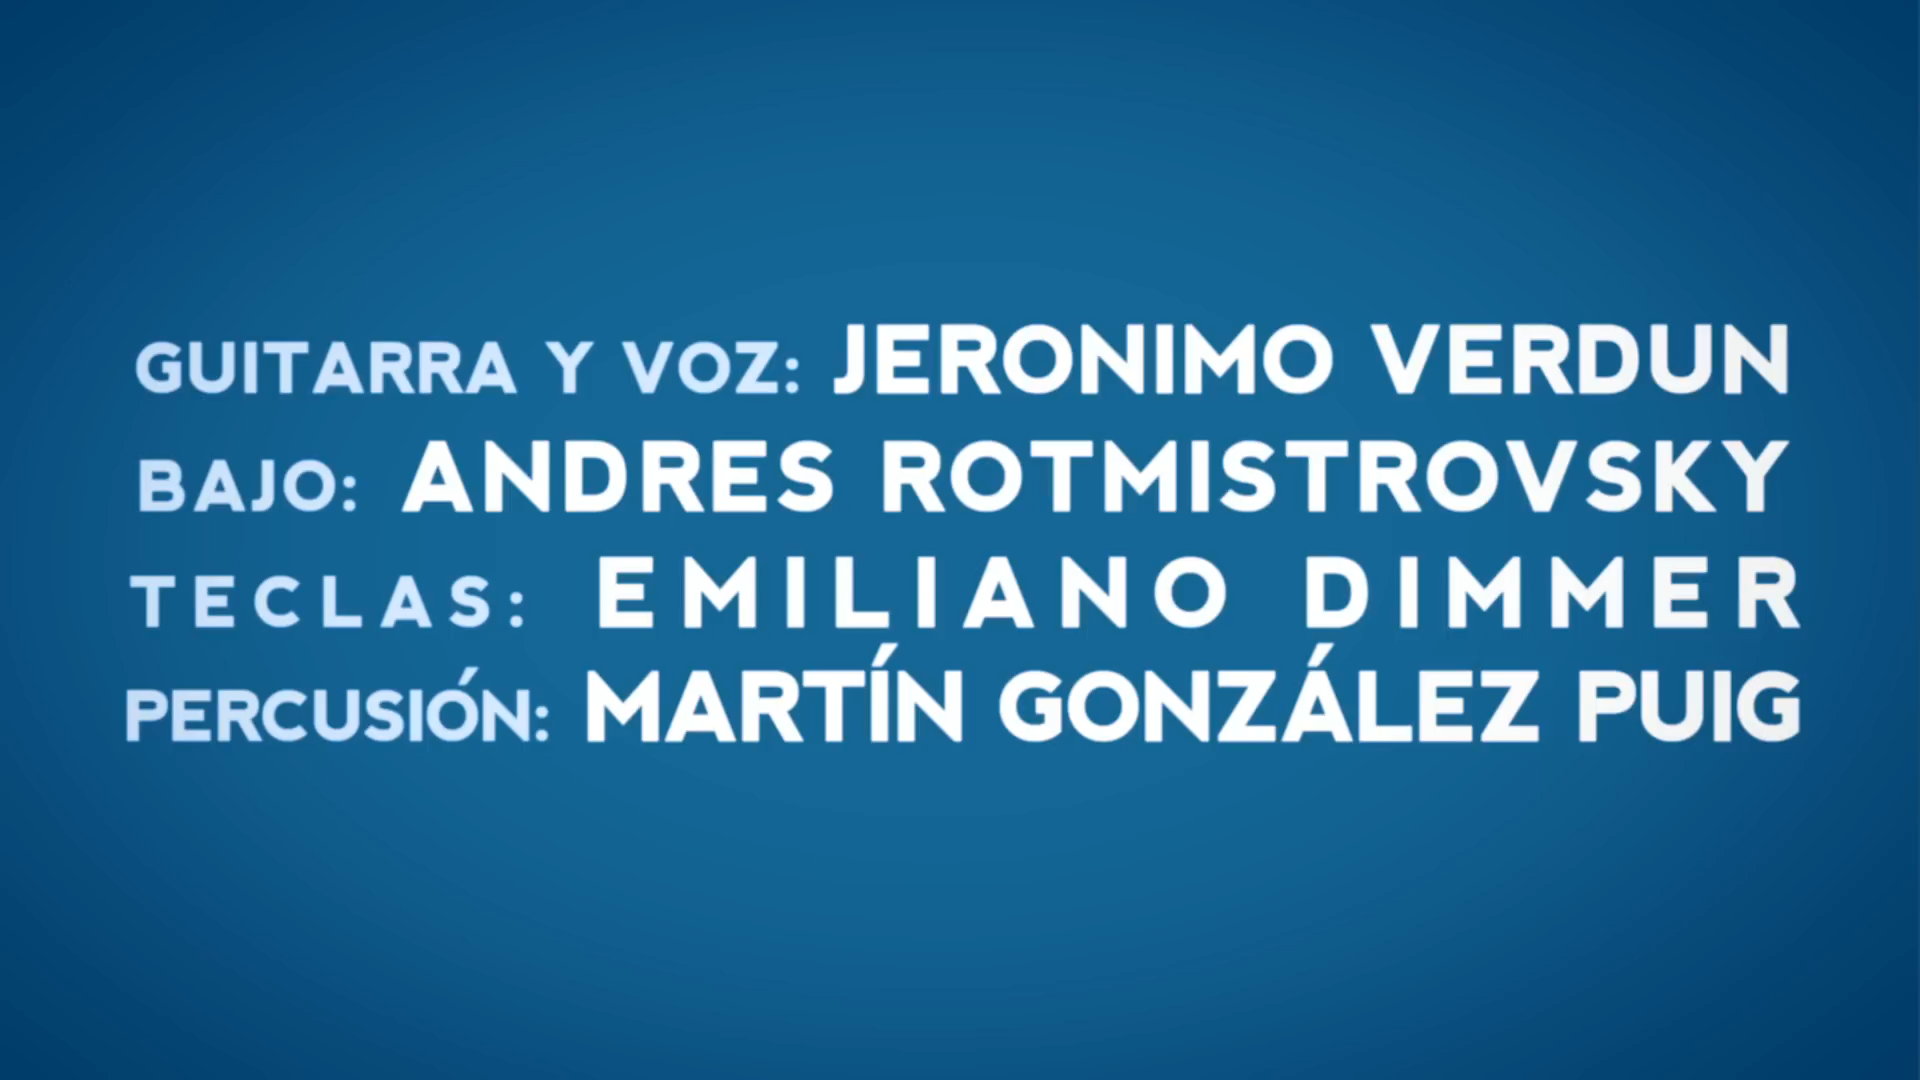 GUITARRA Y VOZ: JERONIMO VERDUN
BAJO: ANDRES ROTMISTROVSKY
TECLAS: EMILIANO DIMMER
PERCUSIÓN: MARTÍN GONZÁLEZ PUIG